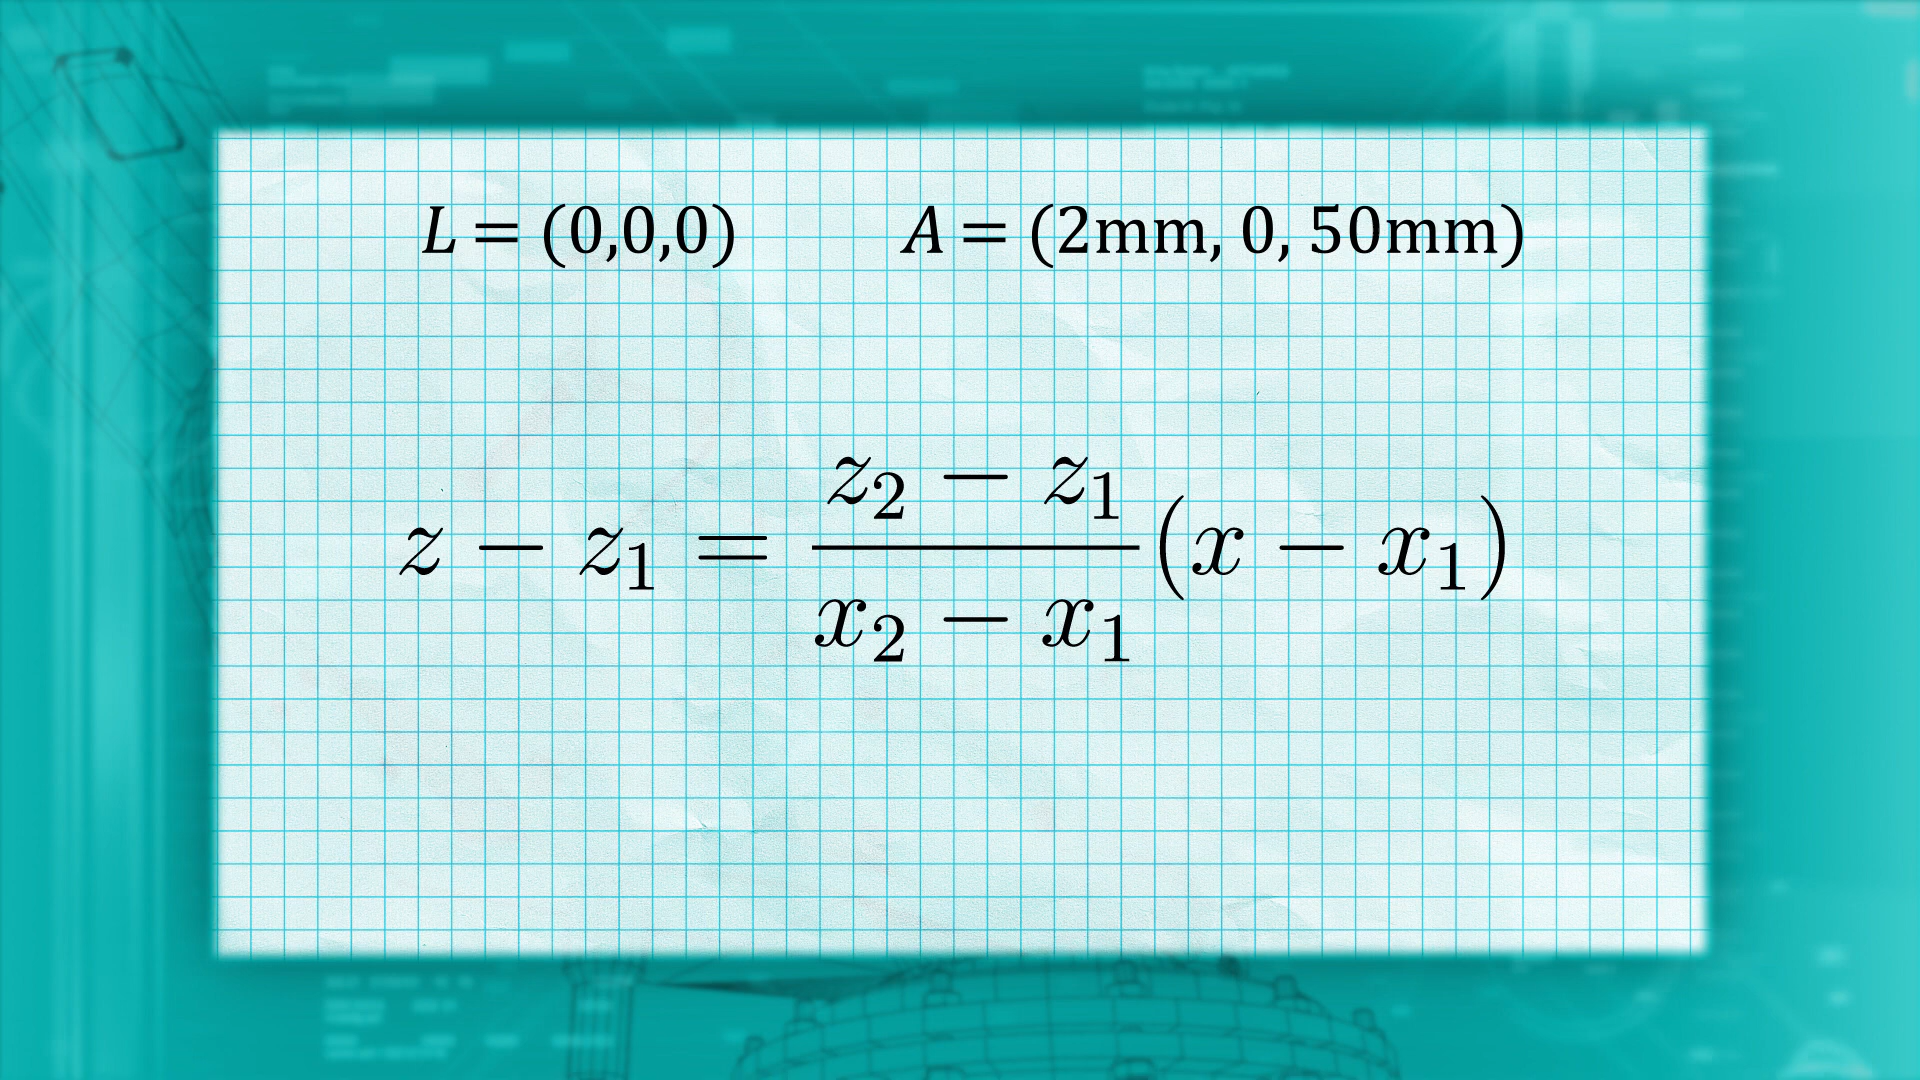 L = (0,0,0) A = (2mm, 0, 50mm)
z − z₁ = (z₂ − z₁)/(x₂ − x₁) (x − x₁)